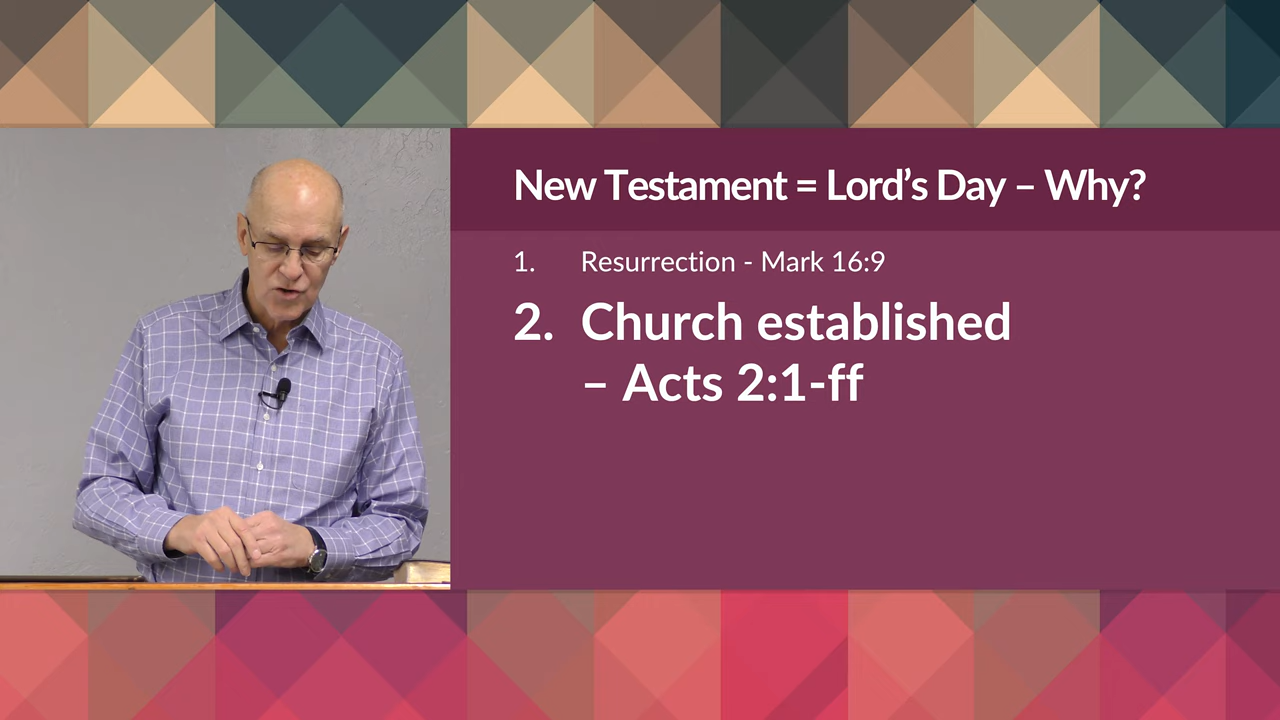 New Testament = Lord’s Day – Why?
1. Resurrection - Mark 16:9
2. Church established
– Acts 2:1-ff